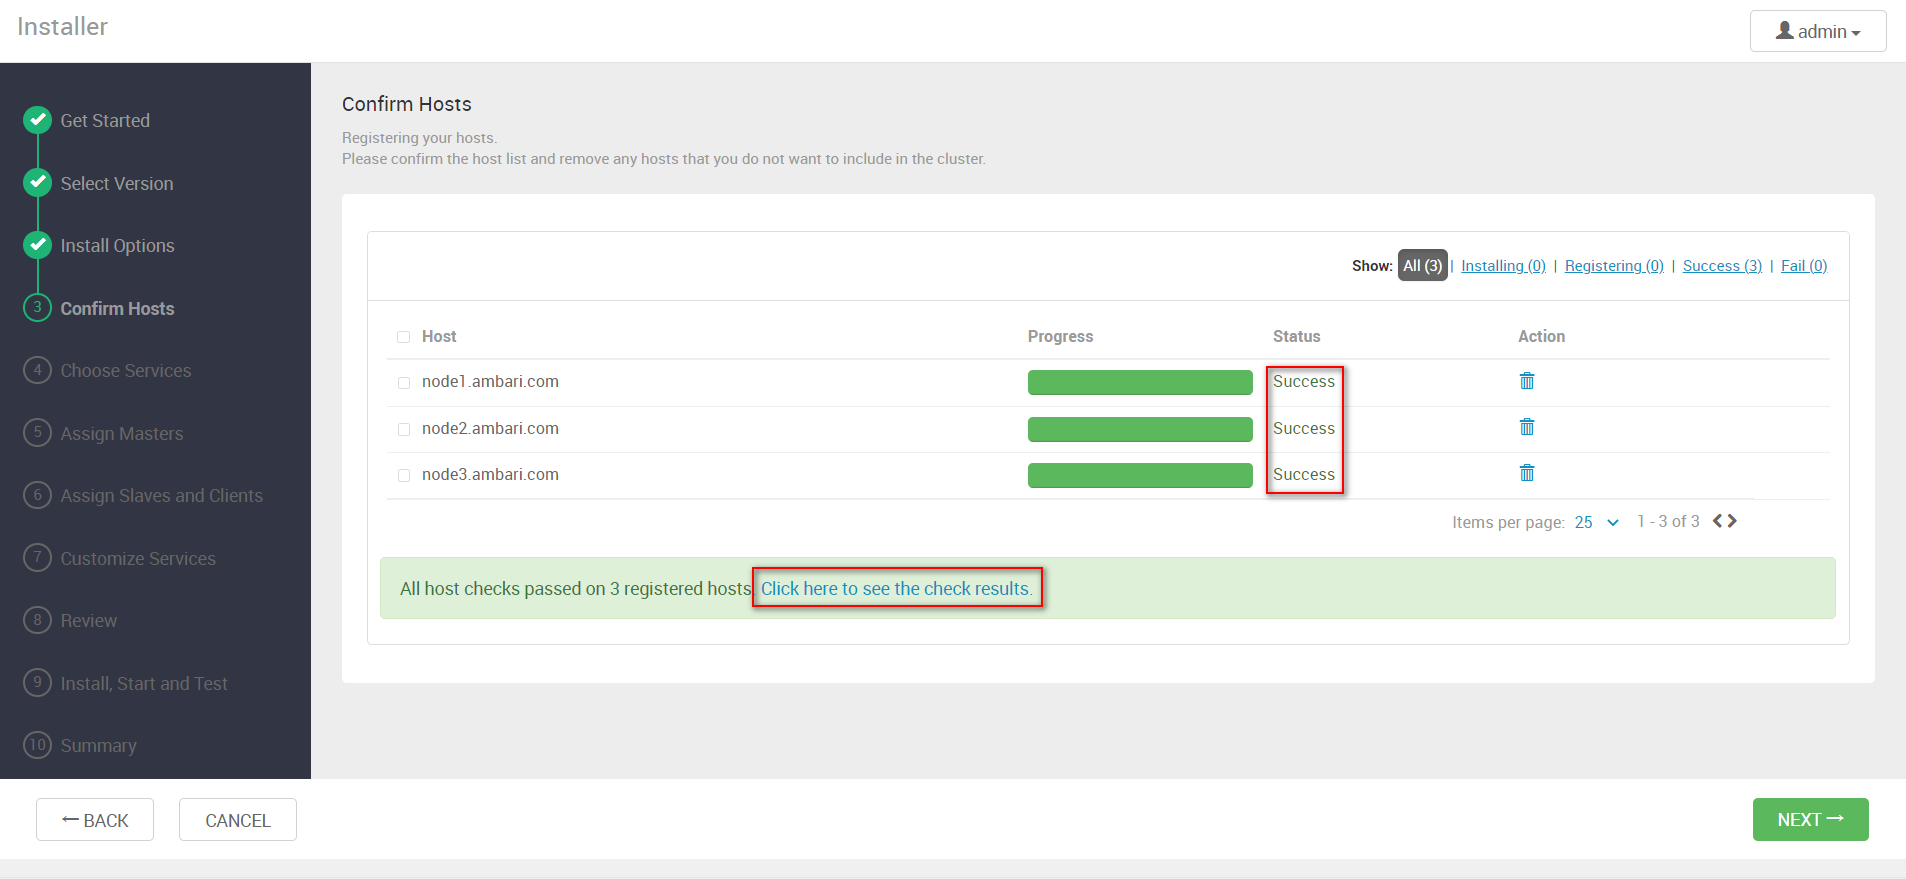 Installer
admin
Get Started
Select Version
Install Options
3 Confirm Hosts
4 Choose Services
5 Assign Masters
6 Assign Slaves and Clients
7 Customize Services
8 Review
9 Install, Start and Test
10 Summary
Confirm Hosts
Registering your hosts.
Please confirm the host list and remove any hosts that you do not want to include in the cluster.
Show: All (3) | Installing (0) | Registering (0) | Success (3) | Fail (0)
Host Progress Status Action
node1.ambari.com Success
node2.ambari.com Success
node3.ambari.com Success
Items per page: 25 1 - 3 of 3
All host checks passed on 3 registered hosts Click here to see the check results.
← BACK CANCEL NEXT →